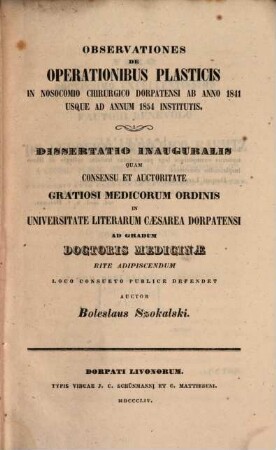 OBSERVATIONES
DE
OPERATIONIBUS PLASTICIS
IN NOSOCOMIO CHIRURGICO DORPATENSI AB ANNO 1841
USQUE AD ANNUM 1854 INSTITUTIS.
DISSERTATIO INAUGURALIS
QUAM
CONSENSU ET AUCTORITATE
GRATIOSI MEDICORUM ORDINIS
IN
UNIVERSITATE LITERARUM CÆSAREA DORPATENSI
AD GRADUM
DOCTORIS MEDICINÆ
RITE ADIPISCENDUM
LOCO CONSUETO PUBLICE DEFENDET
AUCTOR
Boleslaus Szokalski.
DORPATI LIVONORUM.
TYPIS VIDUAE J. C. SCHÜNMANNI ET C. MATTIESENI.
MDCCCLIV.